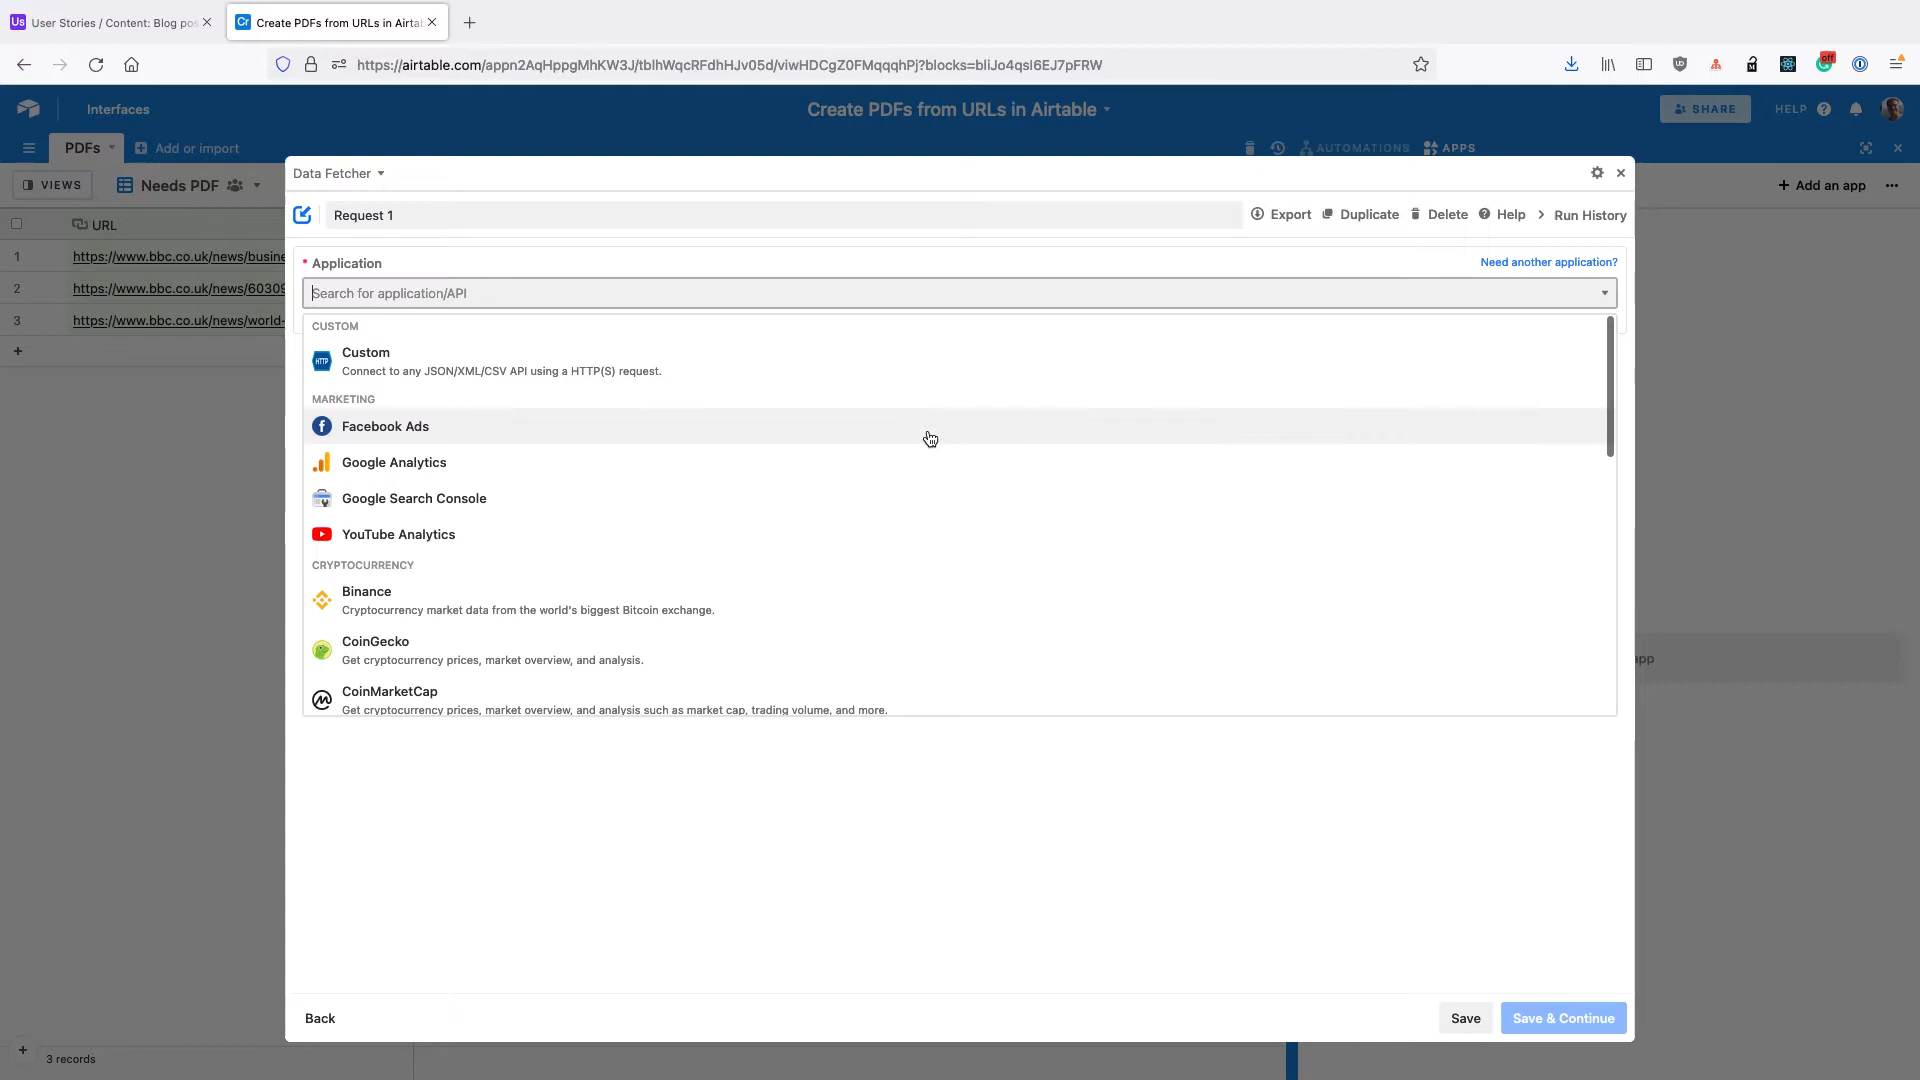 User Stories / Content: Blog pos
Create PDFs from URLs in Airta
off
https://airtable.com/appn2AqHppgMhKW3J/tblhWqcRFdhHJv05d/viwHDCgZ0FMqqqhPj?blocks=bliJo4qsl6EJ7pFRW
Interfaces
Create PDFs from URLs in Airtable
SHARE
HELP
PDFs
Add or import
AUTOMATIONS
APPS
VIEWS
Needs PDF
Add an app
Data Fetcher
Request 1
Export
Duplicate
Delete
Help
Run History
URL
1 https://www.bbc.co.uk/news/busine
2 https://www.bbc.co.uk/news/60309
3 https://www.bbc.co.uk/news/world-
* Application
Need another application?
Search for application/API
CUSTOM
HTTP
Custom
Connect to any JSON/XML/CSV API using a HTTP(S) request.
MARKETING
Facebook Ads
Google Analytics
Google Search Console
YouTube Analytics
CRYPTOCURRENCY
Binance
Cryptocurrency market data from the world's biggest Bitcoin exchange.
CoinGecko
Get cryptocurrency prices, market overview, and analysis.
CoinMarketCap
Get cryptocurrency prices, market overview, and analysis such as market cap, trading volume, and more.
app
Back
Save
Save & Continue
3 records